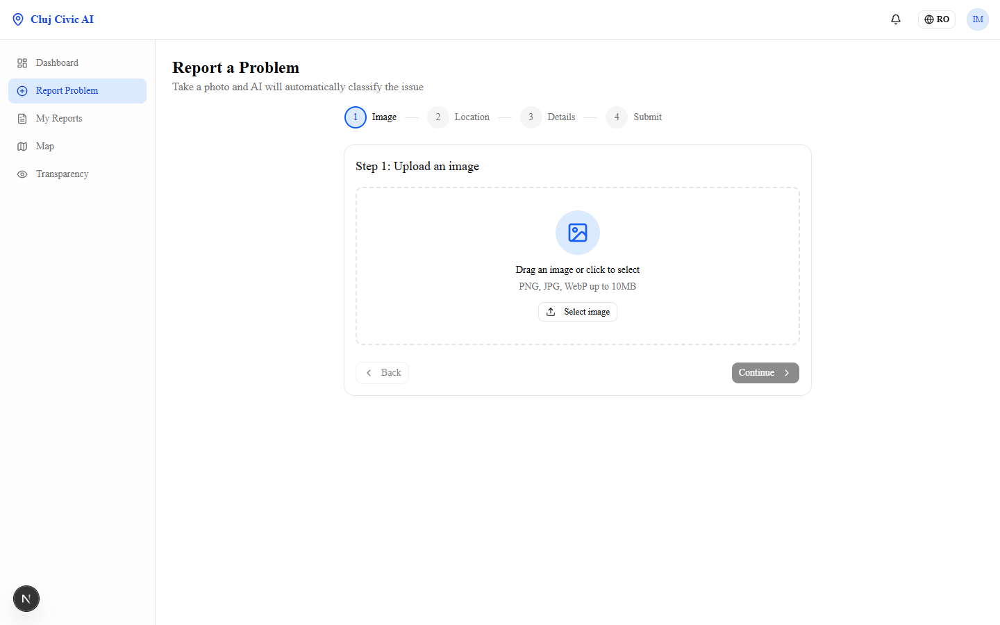 Cluj Civic AI
RO
IM
Dashboard
Report Problem
My Reports
Map
Transparency
Report a Problem
Take a photo and AI will automatically classify the issue
1 Image
2 Location
3 Details
4 Submit
Step 1: Upload an image
Drag an image or click to select
PNG, JPG, WebP up to 10MB
Select image
Back
Continue
N